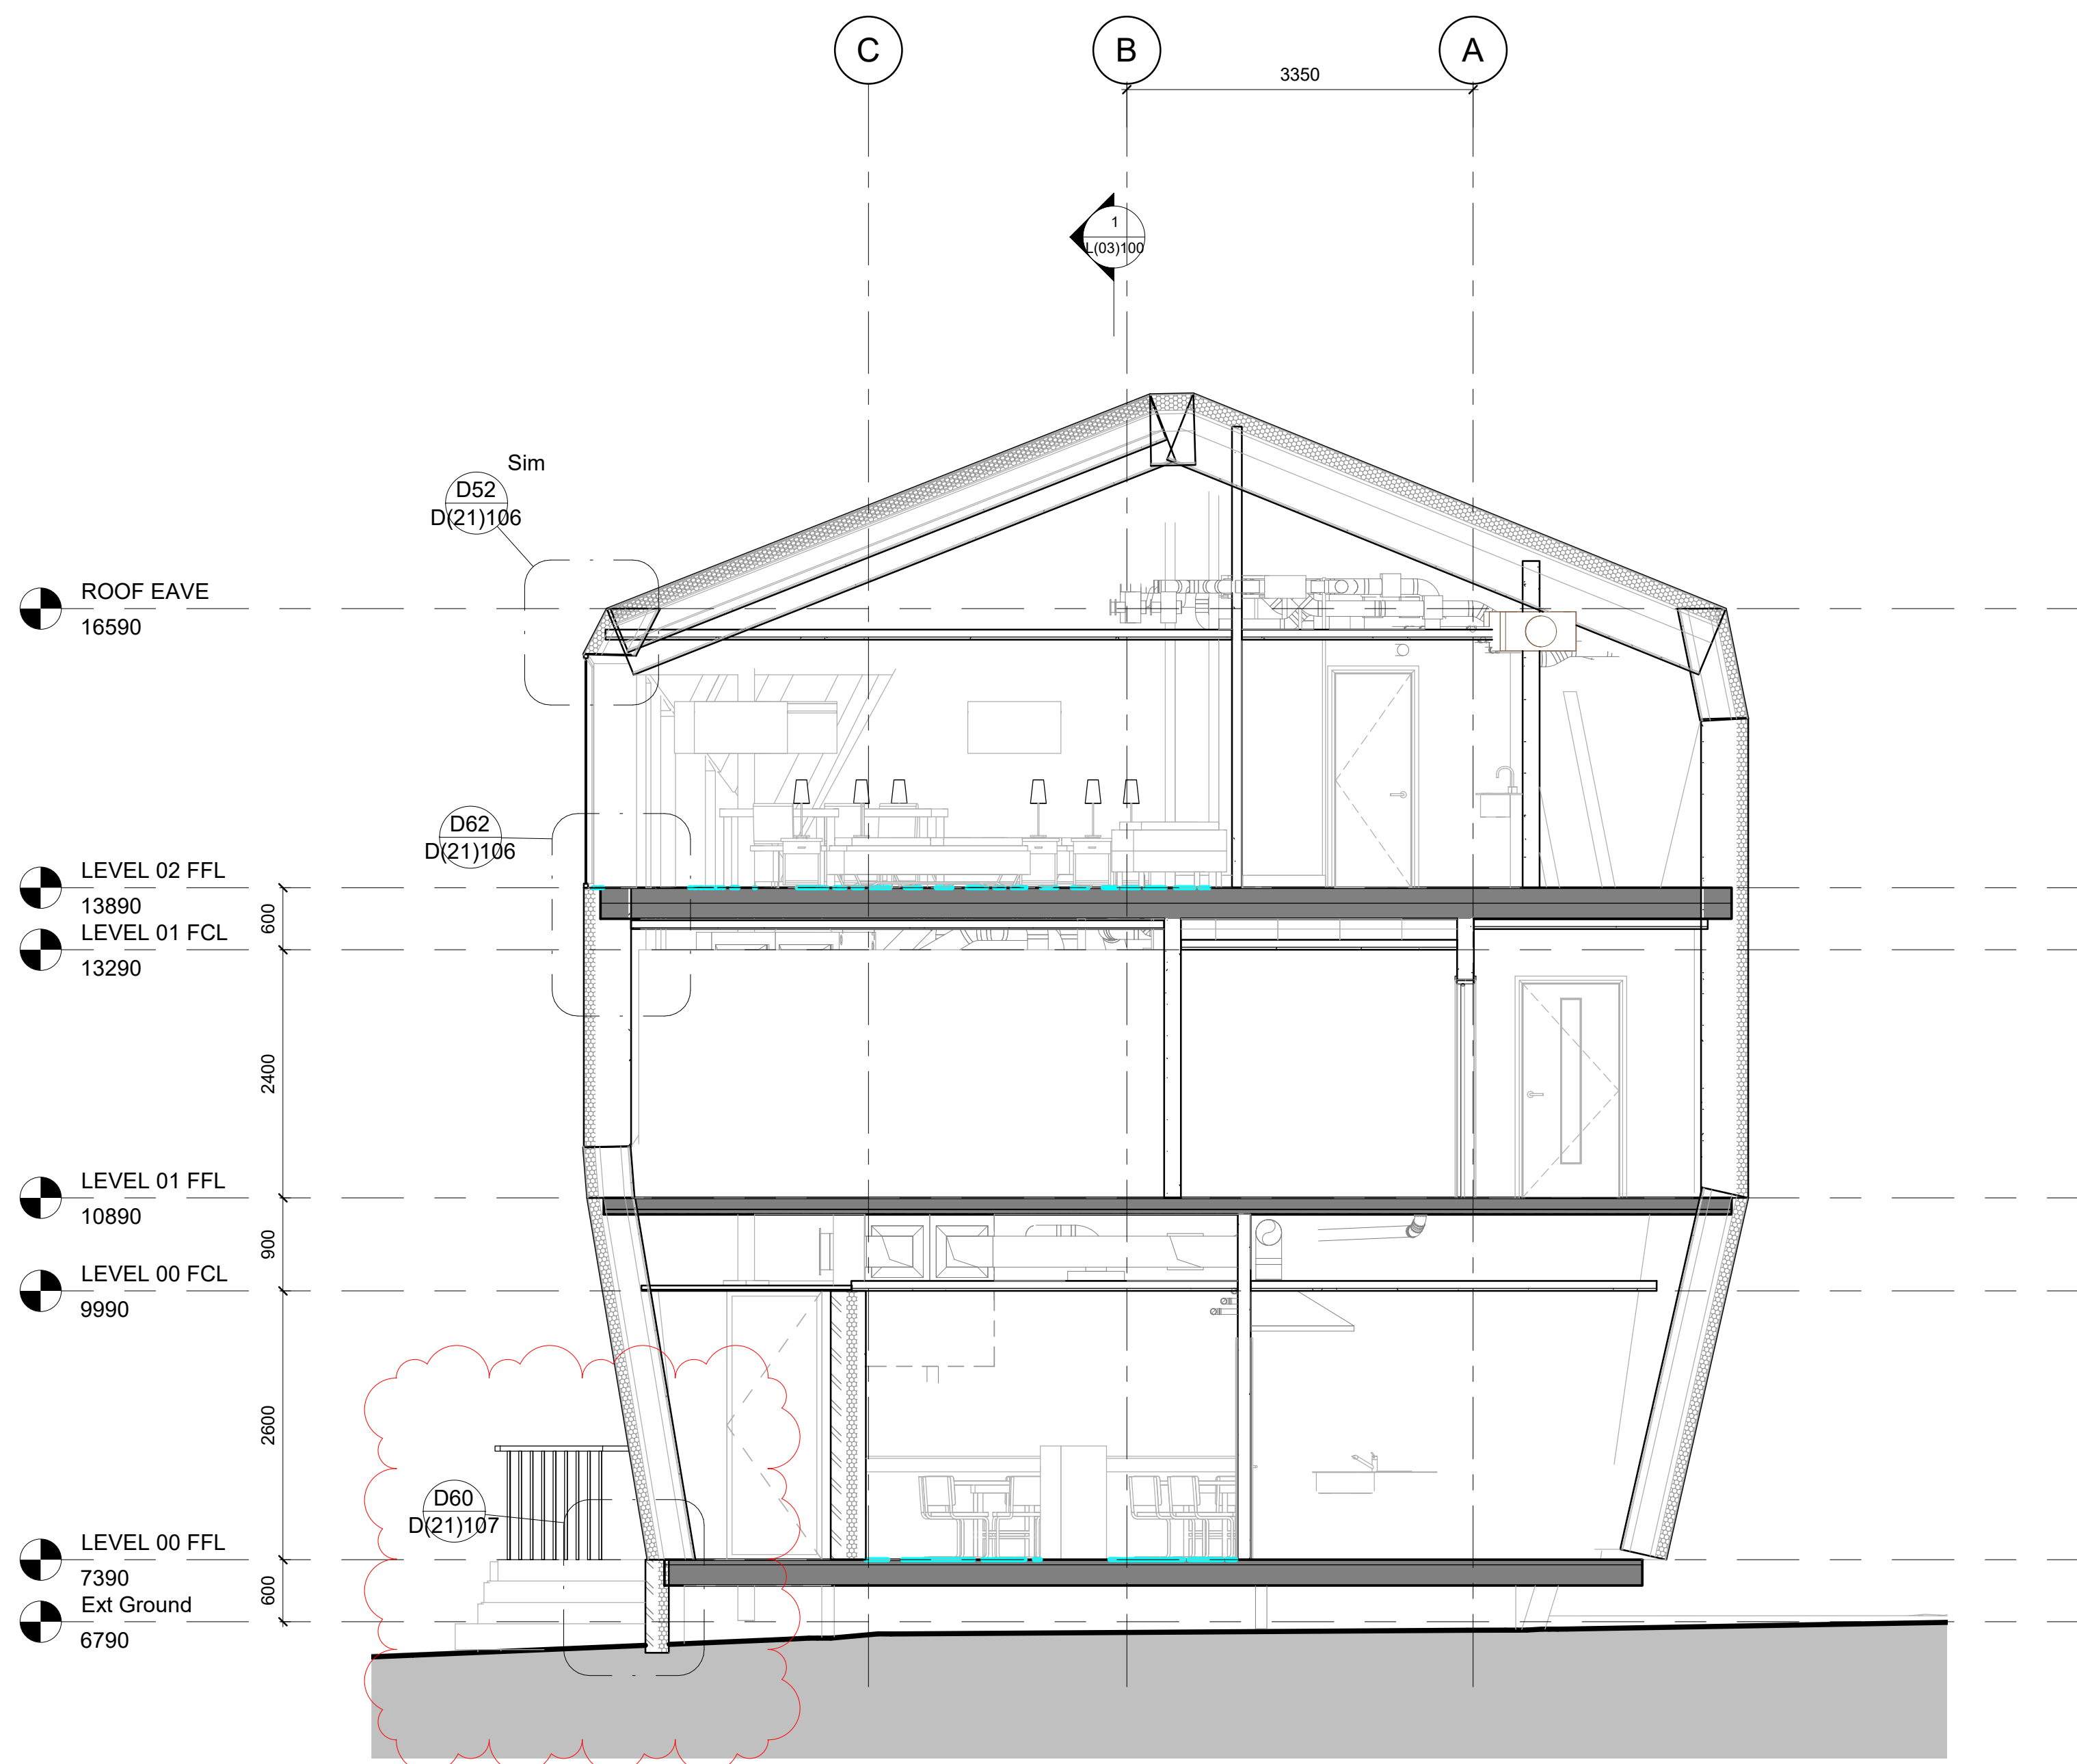 C
B
A
3350
1
L(03)100
Sim
D52
D(21)106
ROOF EAVE
16590
D62
D(21)106
LEVEL 02 FFL
13890
600
LEVEL 01 FCL
13290
2400
LEVEL 01 FFL
10890
900
LEVEL 00 FCL
9990
2600
D60
D(21)107
LEVEL 00 FFL
7390
600
Ext Ground
6790